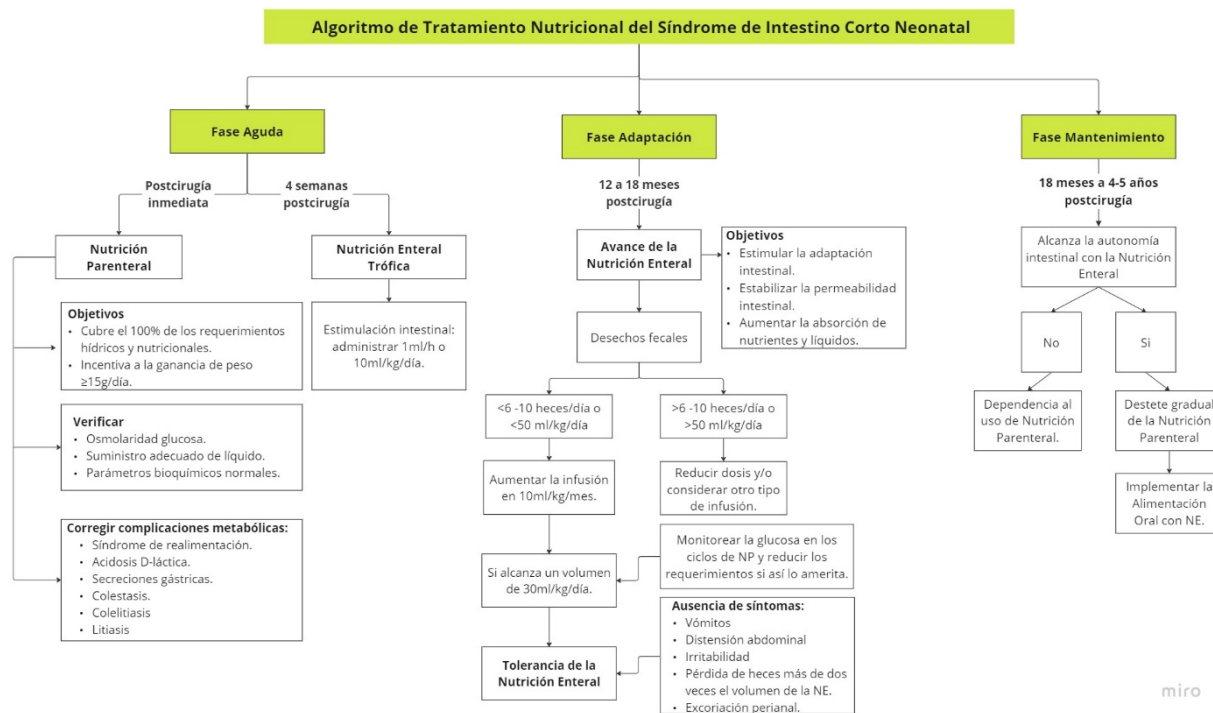 Algoritmo de Tratamiento Nutricional del Síndrome de Intestino Corto Neonatal
Fase Aguda
Postcirugía
inmediata
4 semanas
postcirugía
Nutrición
Parenteral
Nutrición Enteral
Trófica
Objetivos
• Cubre el 100% de los requerimientos
hídricos y nutricionales.
• Incentiva a la ganancia de peso
≥15g/día.
Estimulación intestinal:
administrar 1ml/h o
10ml/kg/día.
Verificar
• Osmolaridad glucosa.
• Suministro adecuado de líquido.
• Parámetros bioquímicos normales.
Corregir complicaciones metabólicas:
• Síndrome de realimentación.
• Acidosis D-láctica.
• Secreciones gástricas.
• Colestasis.
• Colelitiasis
• Litiasis
Fase Adaptación
12 a 18 meses
postcirugía
Avance de la
Nutrición Enteral
Objetivos
• Estimular la adaptación
intestinal.
• Estabilizar la permeabilidad
intestinal.
• Aumentar la absorción de
nutrientes y líquidos.
Desechos fecales
<6 -10 heces/día o
<50 ml/kg/día
>6 -10 heces/día o
>50 ml/kg/día
Aumentar la infusión
en 10ml/kg/mes.
Reducir dosis y/o
considerar otro tipo
de infusión.
Si alcanza un volumen
de 30ml/kg/día.
Monitorear la glucosa en los
ciclos de NP y reducir los
requerimientos si así lo amerita.
Tolerancia de la
Nutrición Enteral
Ausencia de síntomas:
• Vómitos
• Distensión abdominal
• Irritabilidad
• Pérdida de heces más de dos
veces el volumen de la NE.
• Excoriación perianal.
Fase Mantenimiento
18 meses a 4-5 años
postcirugía
Alcanza la autonomía
intestinal con la Nutrición
Enteral
No
Si
Dependencia al
uso de Nutrición
Parenteral.
Destete gradual
de la Nutrición
Parenteral
Implementar la
Alimentación
Oral con NE.
miro